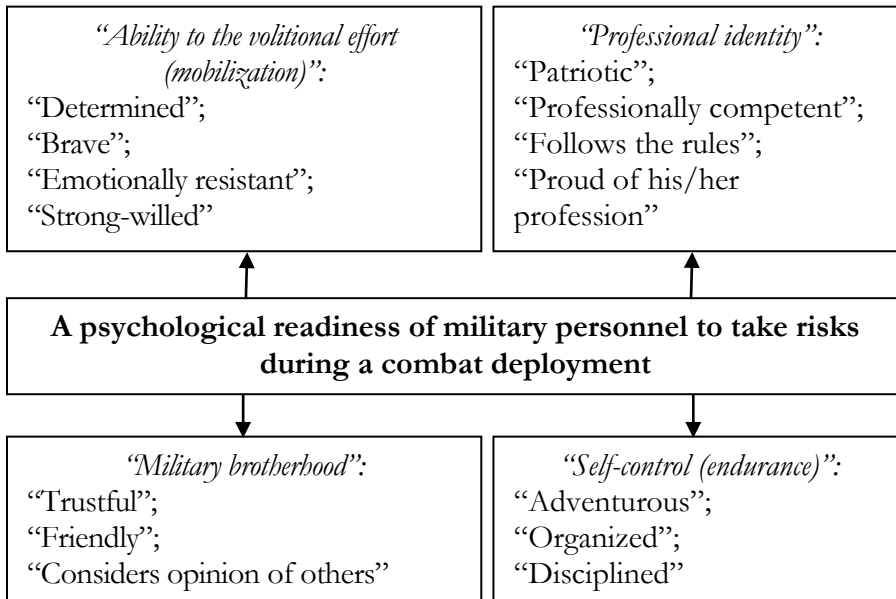 “Ability to the volitional effort
(mobilization)”:
“Determined”;
“Brave”;
“Emotionally resistant”;
“Strong-willed”
“Professional identity”:
“Patriotic”;
“Professionally competent”;
“Follows the rules”;
“Proud of his/her
profession”
A psychological readiness of military personnel to take risks
during a combat deployment
“Military brotherhood”:
“Trustful”;
“Friendly”;
“Considers opinion of others”
“Self-control (endurance)”:
“Adventurous”;
“Organized”;
“Disciplined”